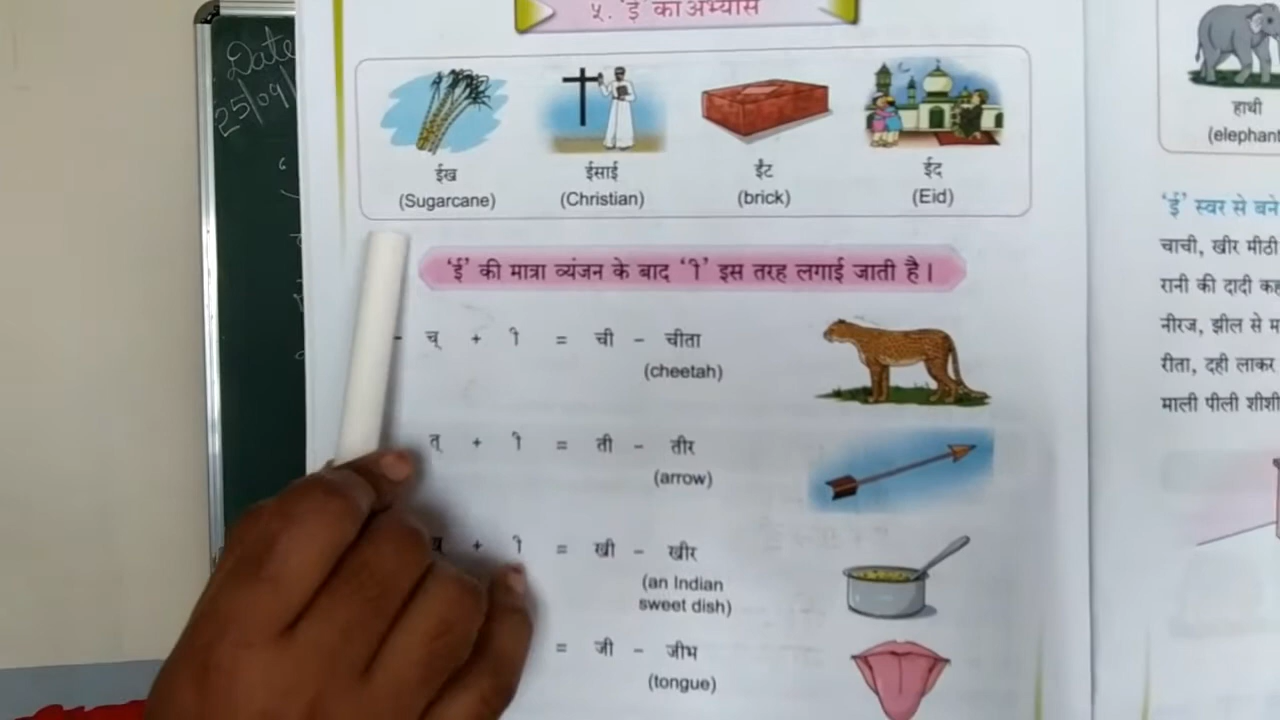 Date
25/09/
५. 'ई' का अभ्यास
ईख
(Sugarcane)
ईसाई
(Christian)
ईंट
(brick)
ईद
(Eid)
'ई' की मात्रा व्यंजन के बाद 'ी' इस तरह लगाई जाती है।
- च् + ी = ची - चीता
(cheetah)
त् + ी = ती - तीर
(arrow)
+ ी = खी - खीर
(an Indian
sweet dish)
= जी - जीभ
(tongue)
हाथी
(elephant
'ई' स्वर से बने
चाची, खीर मीठी
रानी की दादी
नीरज, झील से
रीता, दही लाकर
माली पीली शीशी